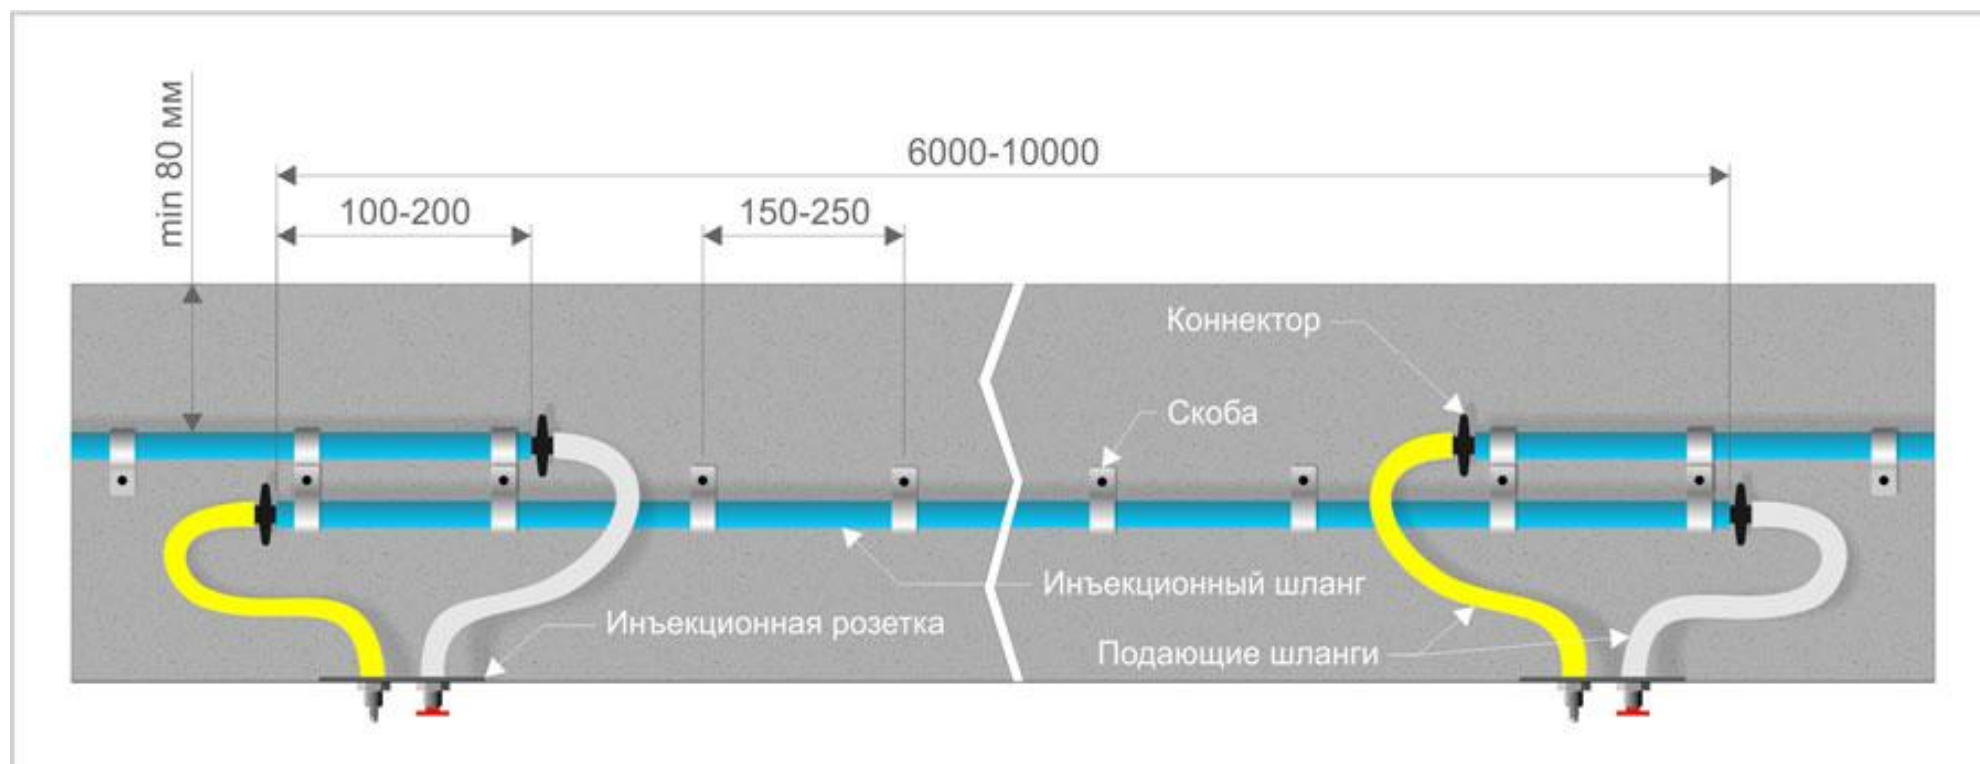 min 80 мм
6000-10000
100-200
150-250
Коннектор
Скоба
Инъекционный шланг
Инъекционная розетка
Подающие шланги